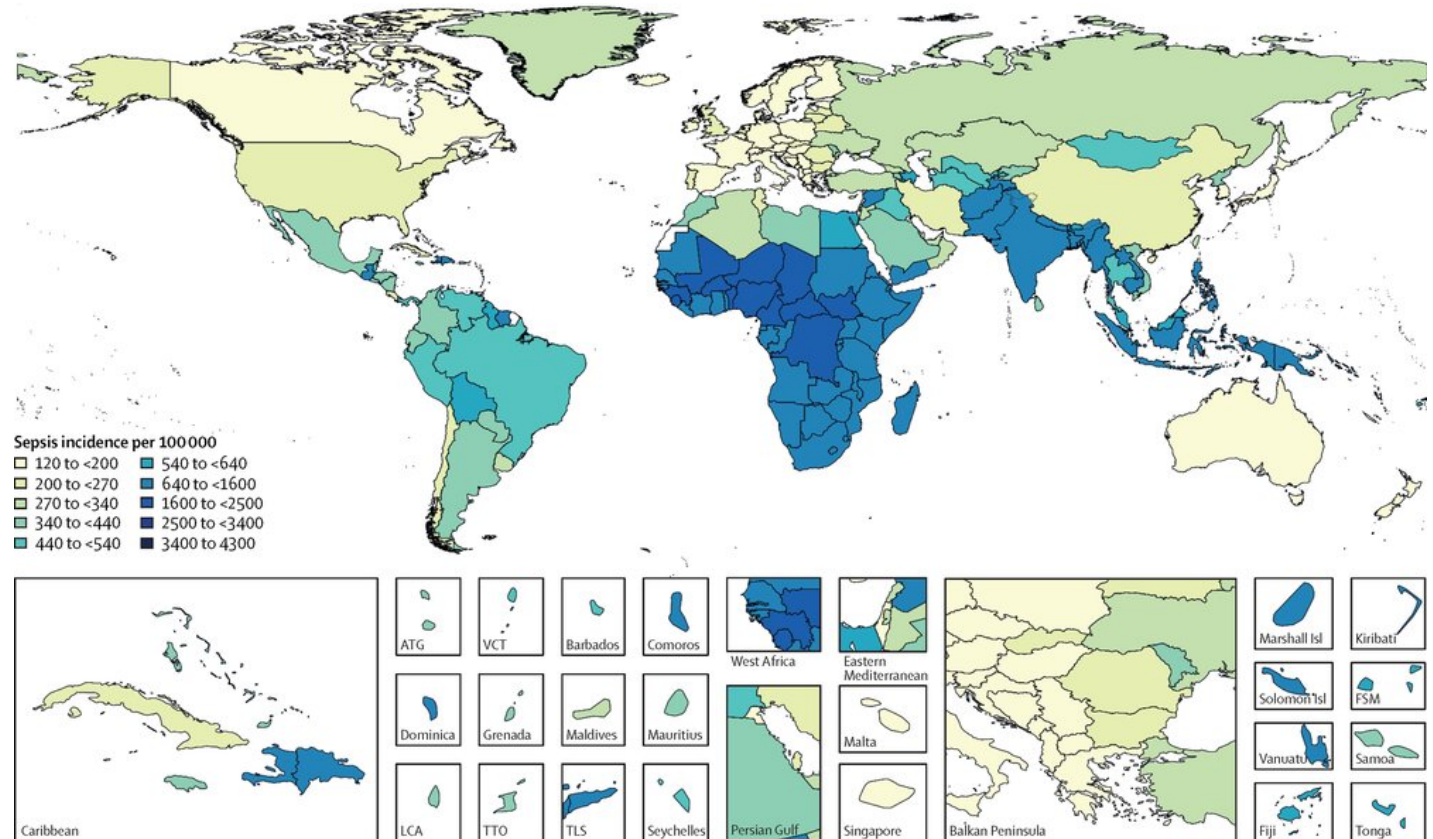 Sepsis incidence per 100 000
120 to <200
200 to <270
270 to <340
340 to <440
440 to <540
540 to <640
640 to <1600
1600 to <2500
2500 to <3400
3400 to 4300
Caribbean
ATG
VCT
Barbados
Comoros
Dominica
Grenada
Maldives
Mauritius
LCA
TTO
TLS
Seychelles
West Africa
Eastern
Mediterranean
Persian Gulf
Malta
Singapore
Balkan Peninsula
Marshall Isl
Kiribati
Solomon Isl
FSM
Vanuatu
Samoa
Fiji
Tonga